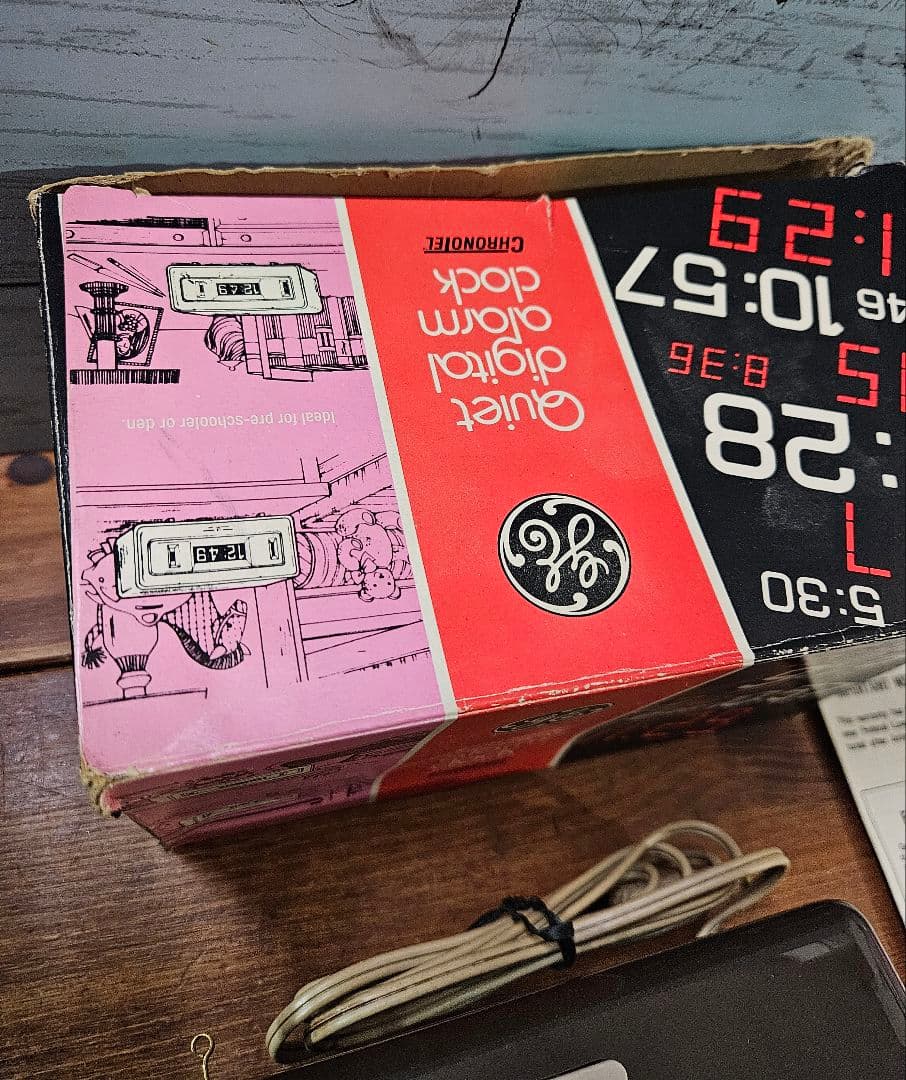 5:30
7
:28
8:36
15
10:57
46
1:29
GE
Quiet
digital
alarm
clock
CHRONOTEL
12:49
Ideal for pre-schooler or den.
12:49